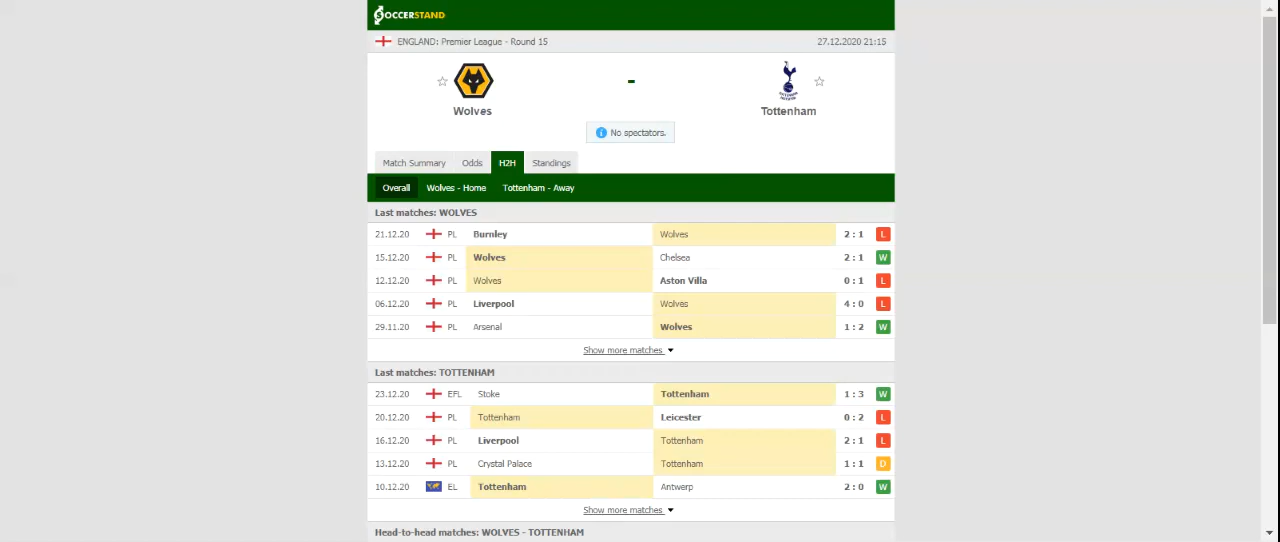 SOCCERSTAND
ENGLAND: Premier League - Round 15 27.12.2020 21:15
-
Wolves Tottenham
No spectators.
Match Summary Odds H2H Standings
Overall Wolves - Home Tottenham - Away
Last matches: WOLVES
21.12.20 PL Burnley Wolves 2 : 1 L
15.12.20 PL Wolves Chelsea 2 : 1 W
12.12.20 PL Wolves Aston Villa 0 : 1 L
06.12.20 PL Liverpool Wolves 4 : 0 L
29.11.20 PL Arsenal Wolves 1 : 2 W
Show more matches
Last matches: TOTTENHAM
23.12.20 EFL Stoke Tottenham 1 : 3 W
20.12.20 PL Tottenham Leicester 0 : 2 L
16.12.20 PL Liverpool Tottenham 2 : 1 L
13.12.20 PL Crystal Palace Tottenham 1 : 1 D
10.12.20 EL Tottenham Antwerp 2 : 0 W
Show more matches
Head-to-head matches: WOLVES - TOTTENHAM